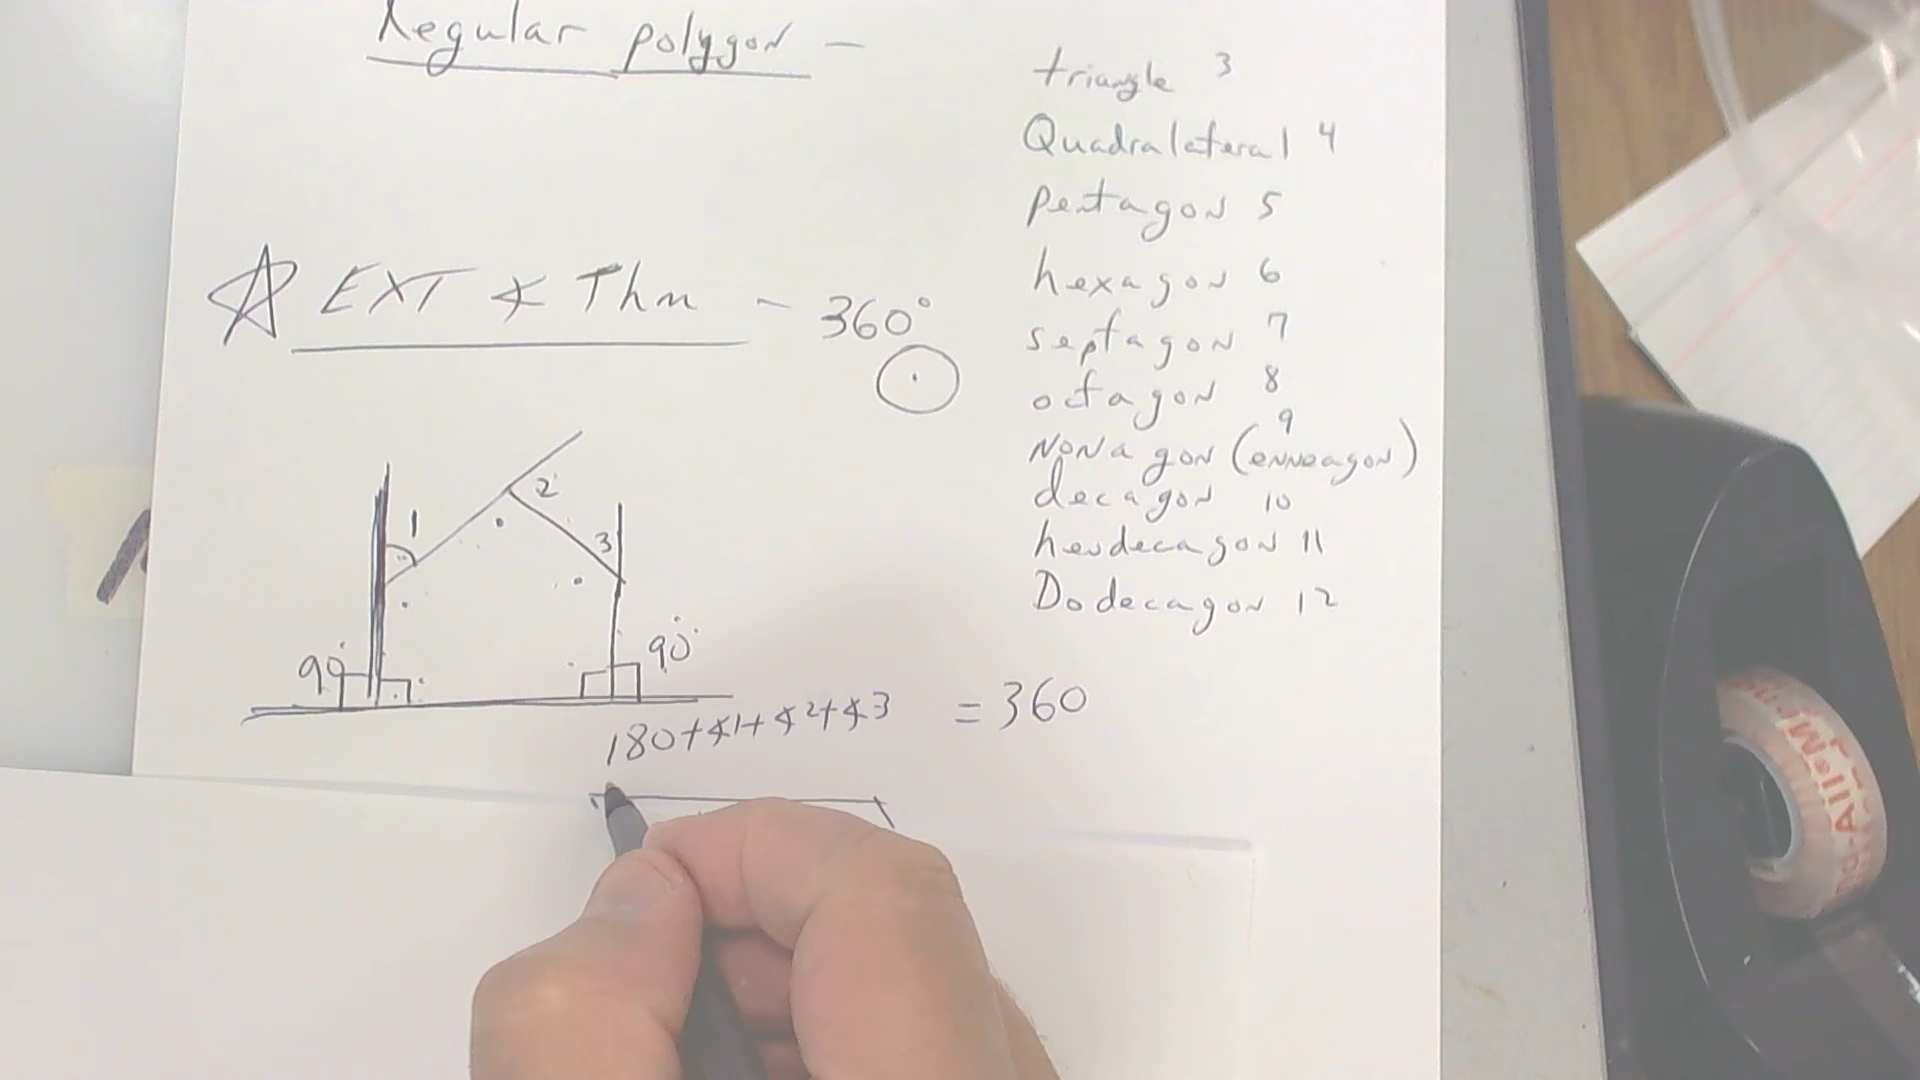 Regular polygon —
☆ EXT ∡ Thm - 360°
1
2
3
90°
90°
180+∡1+∡2+∡3 = 360
triangle 3
Quadralateral 4
pentagon 5
hexagon 6
septagon 7
octagon 8
9
Nonagon (enneagon)
decagon 10
hendecagon 11
Dodecagon 12